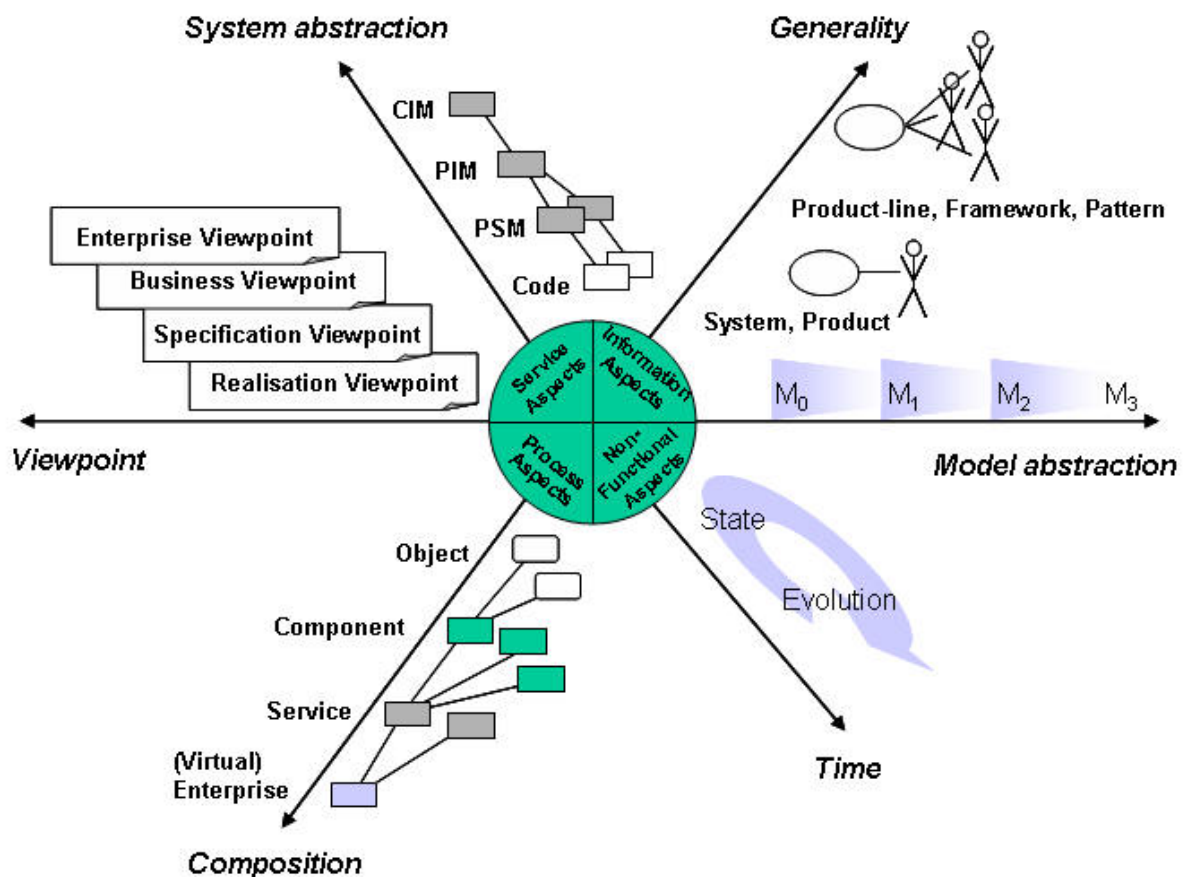 System abstraction
Generality
CIM
PIM
PSM
Code
Product-line, Framework, Pattern
System, Product
Enterprise Viewpoint
Business Viewpoint
Specification Viewpoint
Realisation Viewpoint
Service
Aspects
Information
Aspects
Process
Aspects
Non-
Functional
Aspects
M0
M1
M2
M3
Viewpoint
Model abstraction
State
Evolution
Object
Component
Service
(Virtual)
Enterprise
Time
Composition